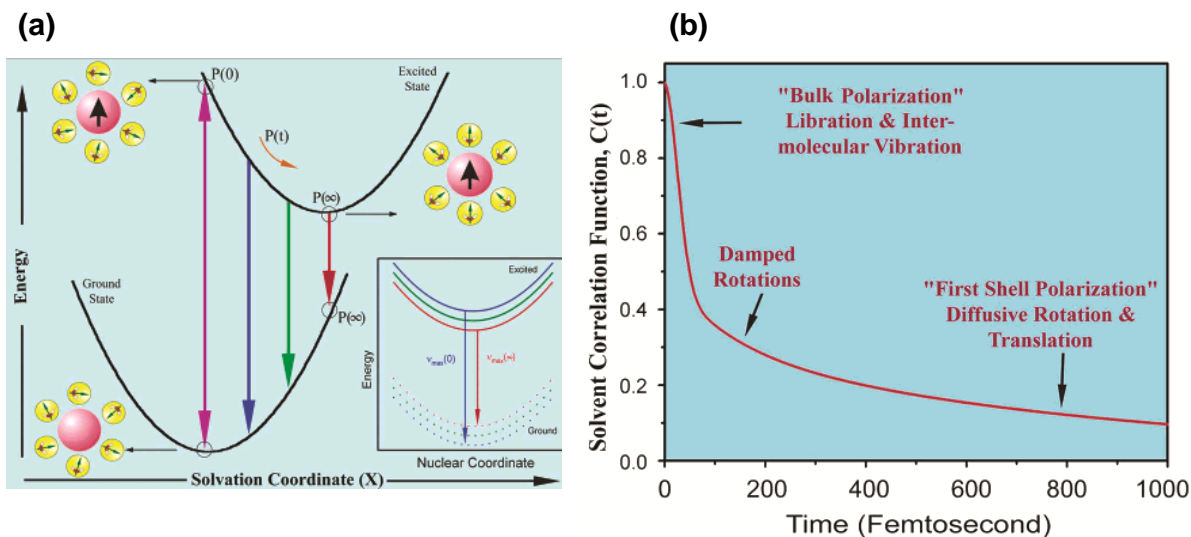 (a)
P(0)
Excited
State
P(t)
P(∞)
Ground
State
P(∞)
Energy
Solvation Coordinate (X)
Excited
Energy
ν_max(0)
ν_max(∞)
Ground
Nuclear Coordinate
(b)
Solvent Correlation Function, C(t)
1.0
0.8
0.6
0.4
0.2
0.0
"Bulk Polarization"
Libration & Inter-
molecular Vibration
Damped
Rotations
"First Shell Polarization"
Diffusive Rotation &
Translation
0
200
400
600
800
1000
Time (Femtosecond)